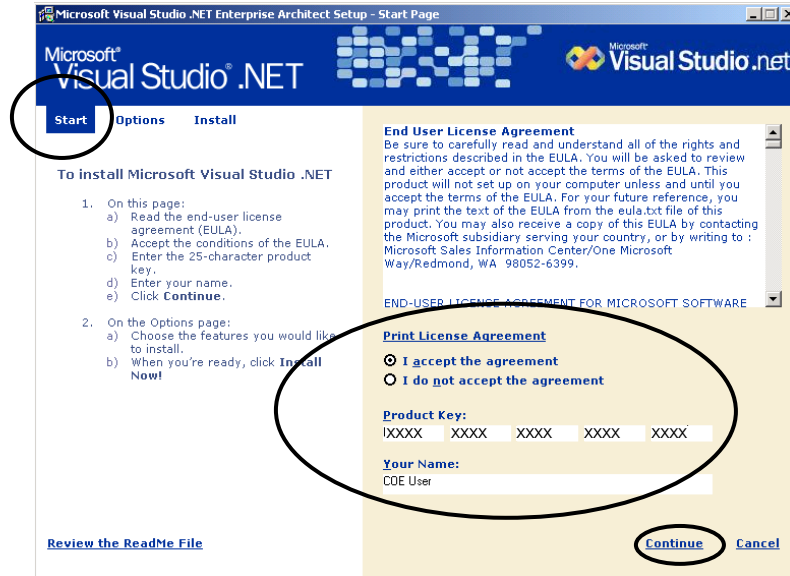 Microsoft Visual Studio .NET Enterprise Architect Setup - Start Page
Microsoft®
Visual Studio® .NET
Microsoft
Visual Studio .net
Start Options Install
To install Microsoft Visual Studio .NET
1. On this page:
a) Read the end-user license
agreement (EULA).
b) Accept the conditions of the EULA.
c) Enter the 25-character product
key.
d) Enter your name.
e) Click Continue.
2. On the Options page:
a) Choose the features you would like
to install.
b) When you're ready, click Install
Now!
Review the ReadMe File
End User License Agreement
Be sure to carefully read and understand all of the rights and
restrictions described in the EULA. You will be asked to review
and either accept or not accept the terms of the EULA. This
product will not set up on your computer unless and until you
accept the terms of the EULA. For your future reference, you
may print the text of the EULA from the eula.txt file of this
product. You may also receive a copy of this EULA by contacting
the Microsoft subsidiary serving your country, or by writing to :
Microsoft Sales Information Center/One Microsoft
Way/Redmond, WA 98052-6399.
END-USER LICENSE AGREEMENT FOR MICROSOFT SOFTWARE
Print License Agreement
I accept the agreement
I do not accept the agreement
Product Key:
XXXX XXXX XXXX XXXX XXXX
Your Name:
COE User
Continue Cancel